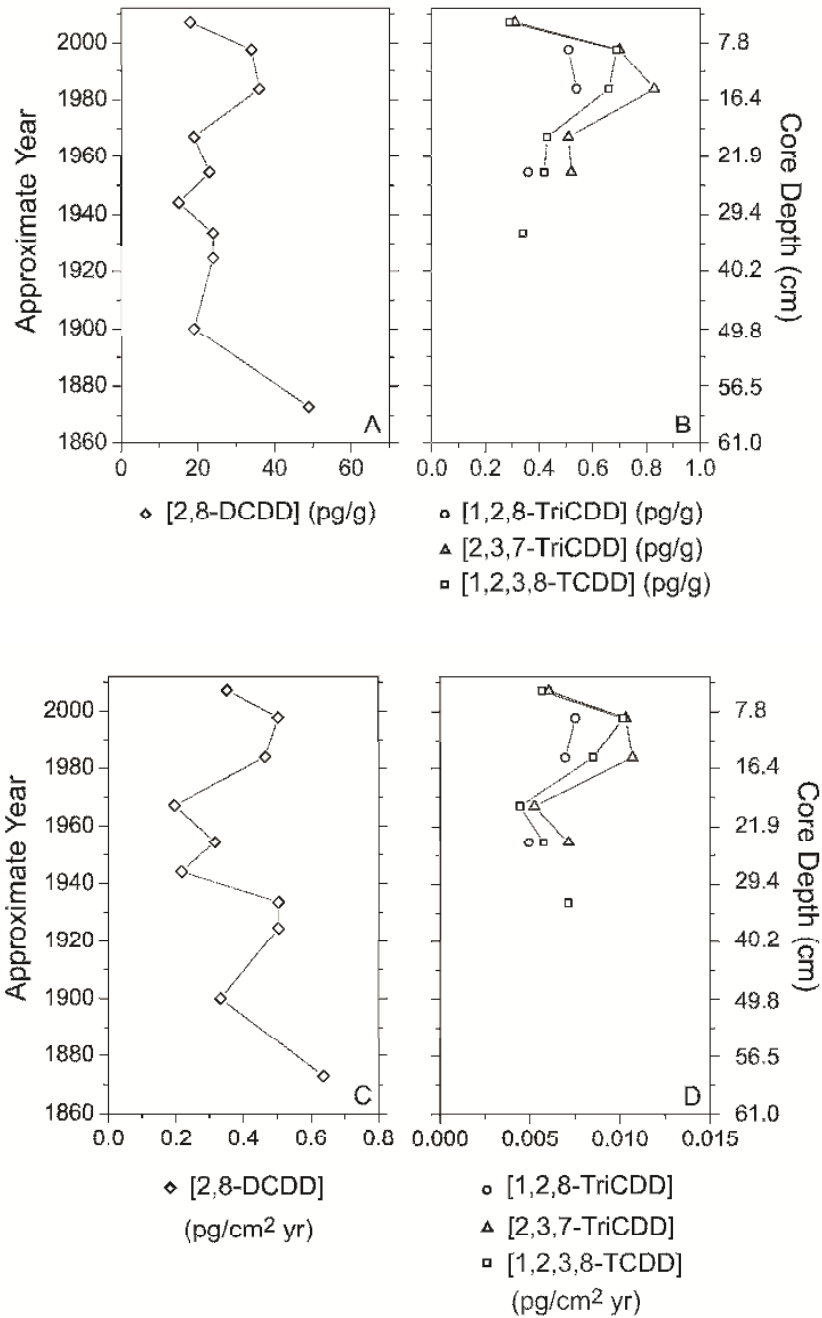 Approximate Year
2000
1980
1960
1940
1920
1900
1880
1860
0
20
40
60
A
◇ [2,8-DCDD] (pg/g)
0.0
0.2
0.4
0.6
0.8
1.0
B
7.8
16.4
21.9
29.4
40.2
49.8
56.5
61.0
Core Depth (cm)
○ [1,2,8-TriCDD] (pg/g)
△ [2,3,7-TriCDD] (pg/g)
□ [1,2,3,8-TCDD] (pg/g)
Approximate Year
2000
1980
1960
1940
1920
1900
1880
1860
0.0
0.2
0.4
0.6
0.8
C
◇ [2,8-DCDD]
(pg/cm² yr)
0.000
0.005
0.010
0.015
D
7.8
16.4
21.9
29.4
40.2
49.8
56.5
61.0
Core Depth (cm)
○ [1,2,8-TriCDD]
△ [2,3,7-TriCDD]
□ [1,2,3,8-TCDD]
(pg/cm² yr)